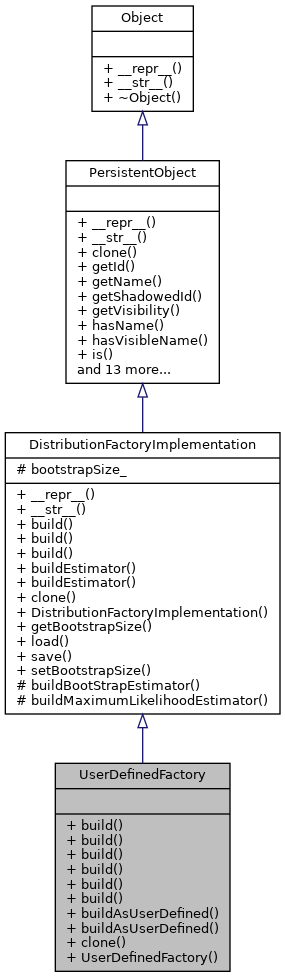 Object
+ __repr__()
+ __str__()
+ ~Object()
PersistentObject
+ __repr__()
+ __str__()
+ clone()
+ getId()
+ getName()
+ getShadowedId()
+ getVisibility()
+ hasName()
+ hasVisibleName()
+ is()
and 13 more...
DistributionFactoryImplementation
# bootstrapSize_
+ __repr__()
+ __str__()
+ build()
+ build()
+ build()
+ buildEstimator()
+ buildEstimator()
+ clone()
+ DistributionFactoryImplementation()
+ getBootstrapSize()
+ load()
+ save()
+ setBootstrapSize()
# buildBootStrapEstimator()
# buildMaximumLikelihoodEstimator()
UserDefinedFactory
+ build()
+ build()
+ build()
+ build()
+ build()
+ build()
+ buildAsUserDefined()
+ buildAsUserDefined()
+ clone()
+ UserDefinedFactory()